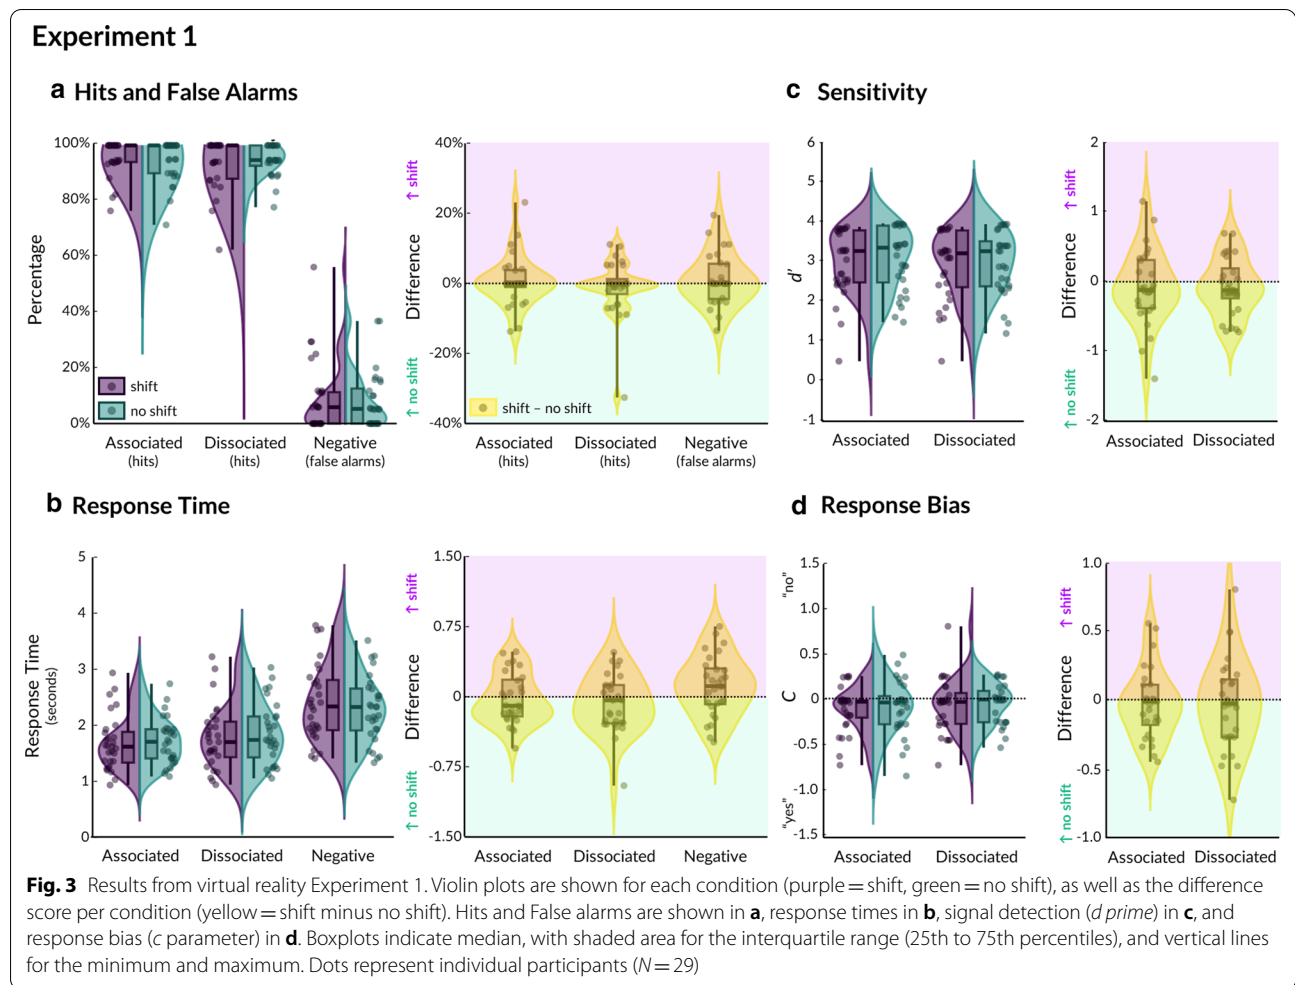 Experiment 1
a Hits and False Alarms
100%
80%
60%
40%
20%
0%
Percentage
shift
no shift
Associated
(hits)
Dissociated
(hits)
Negative
(false alarms)
40%
20%
0%
-20%
-40%
↑ shift
Difference
↑ no shift
shift – no shift
Associated
(hits)
Dissociated
(hits)
Negative
(false alarms)
c Sensitivity
6
5
4
3
2
1
0
-1
d'
Associated
Dissociated
2
1
0
-1
-2
↑ shift
Difference
↑ no shift
Associated
Dissociated
b Response Time
5
4
3
2
1
0
Response Time
(seconds)
Associated
Dissociated
Negative
1.50
0.75
0
-0.75
-1.50
↑ shift
Difference
↑ no shift
Associated
Dissociated
Negative
d Response Bias
1.5
1.0
0.5
0.0
-0.5
-1.0
-1.5
"no"
C
"yes"
Associated
Dissociated
1.0
0.5
0
-0.5
-1.0
↑ shift
Difference
↑ no shift
Associated
Dissociated
Fig. 3 Results from virtual reality Experiment 1. Violin plots are shown for each condition (purple = shift, green = no shift), as well as the difference
score per condition (yellow = shift minus no shift). Hits and False alarms are shown in a, response times in b, signal detection (d prime) in c, and
response bias (c parameter) in d. Boxplots indicate median, with shaded area for the interquartile range (25th to 75th percentiles), and vertical lines
for the minimum and maximum. Dots represent individual participants (N = 29)